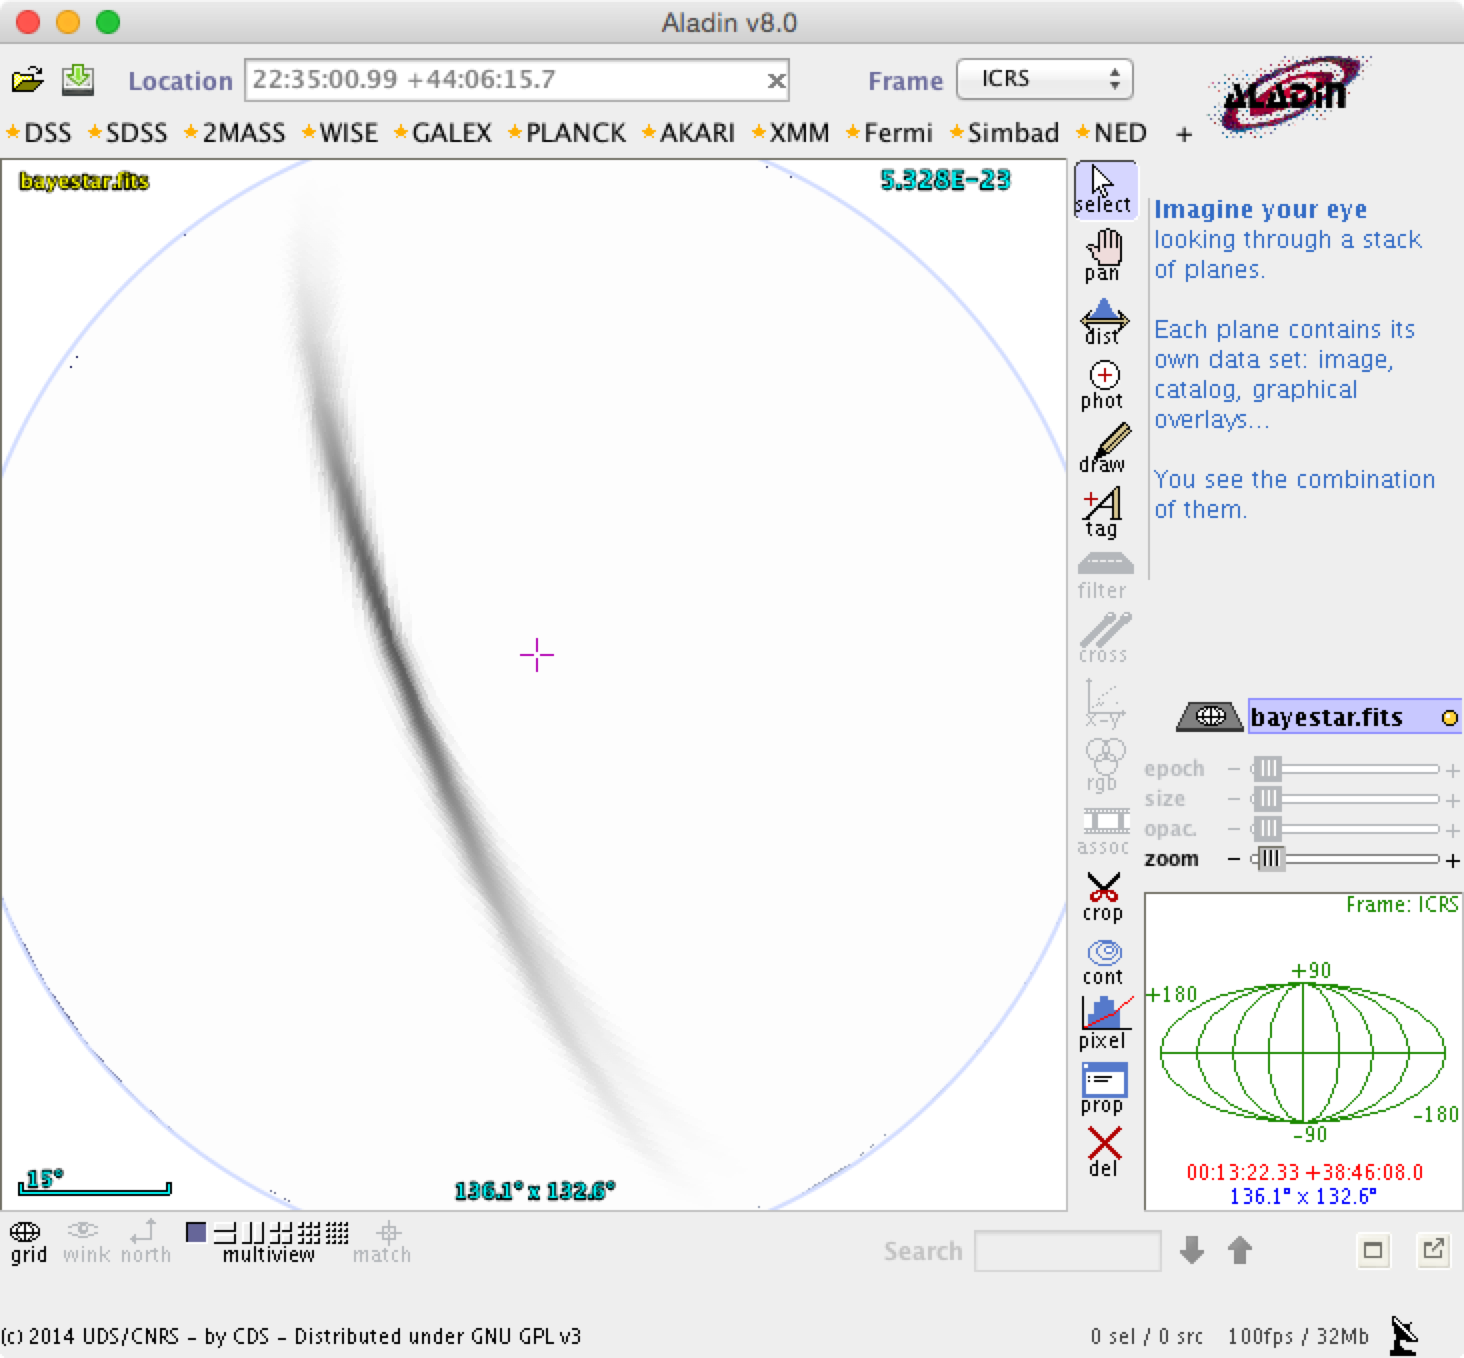 Aladin v8.0
Location 22:35:00.99 +44:06:15.7 Frame ICRS
ALADIN
DSS SDSS 2MASS WISE GALEX PLANCK AKARI XMM Fermi Simbad NED +
bayestar.fits 5.328E-23
select
pan
dist
phot
draw
tag
filter
cross
x-y
rgb
assoc
crop
cont
pixel
prop
del
Imagine your eye
looking through a stack
of planes.
Each plane contains its
own data set: image,
catalog, graphical
overlays...
You see the combination
of them.
bayestar.fits
epoch - +
size - +
opac. - +
zoom - +
Frame: ICRS
+90
+180
-180
-90
00:13:22.33 +38:46:08.0
136.1° x 132.6°
15° 136.1° x 132.6°
grid wink north multiview match Search
(c) 2014 UDS/CNRS - by CDS - Distributed under GNU GPL v3 0 sel / 0 src 100fps / 32Mb